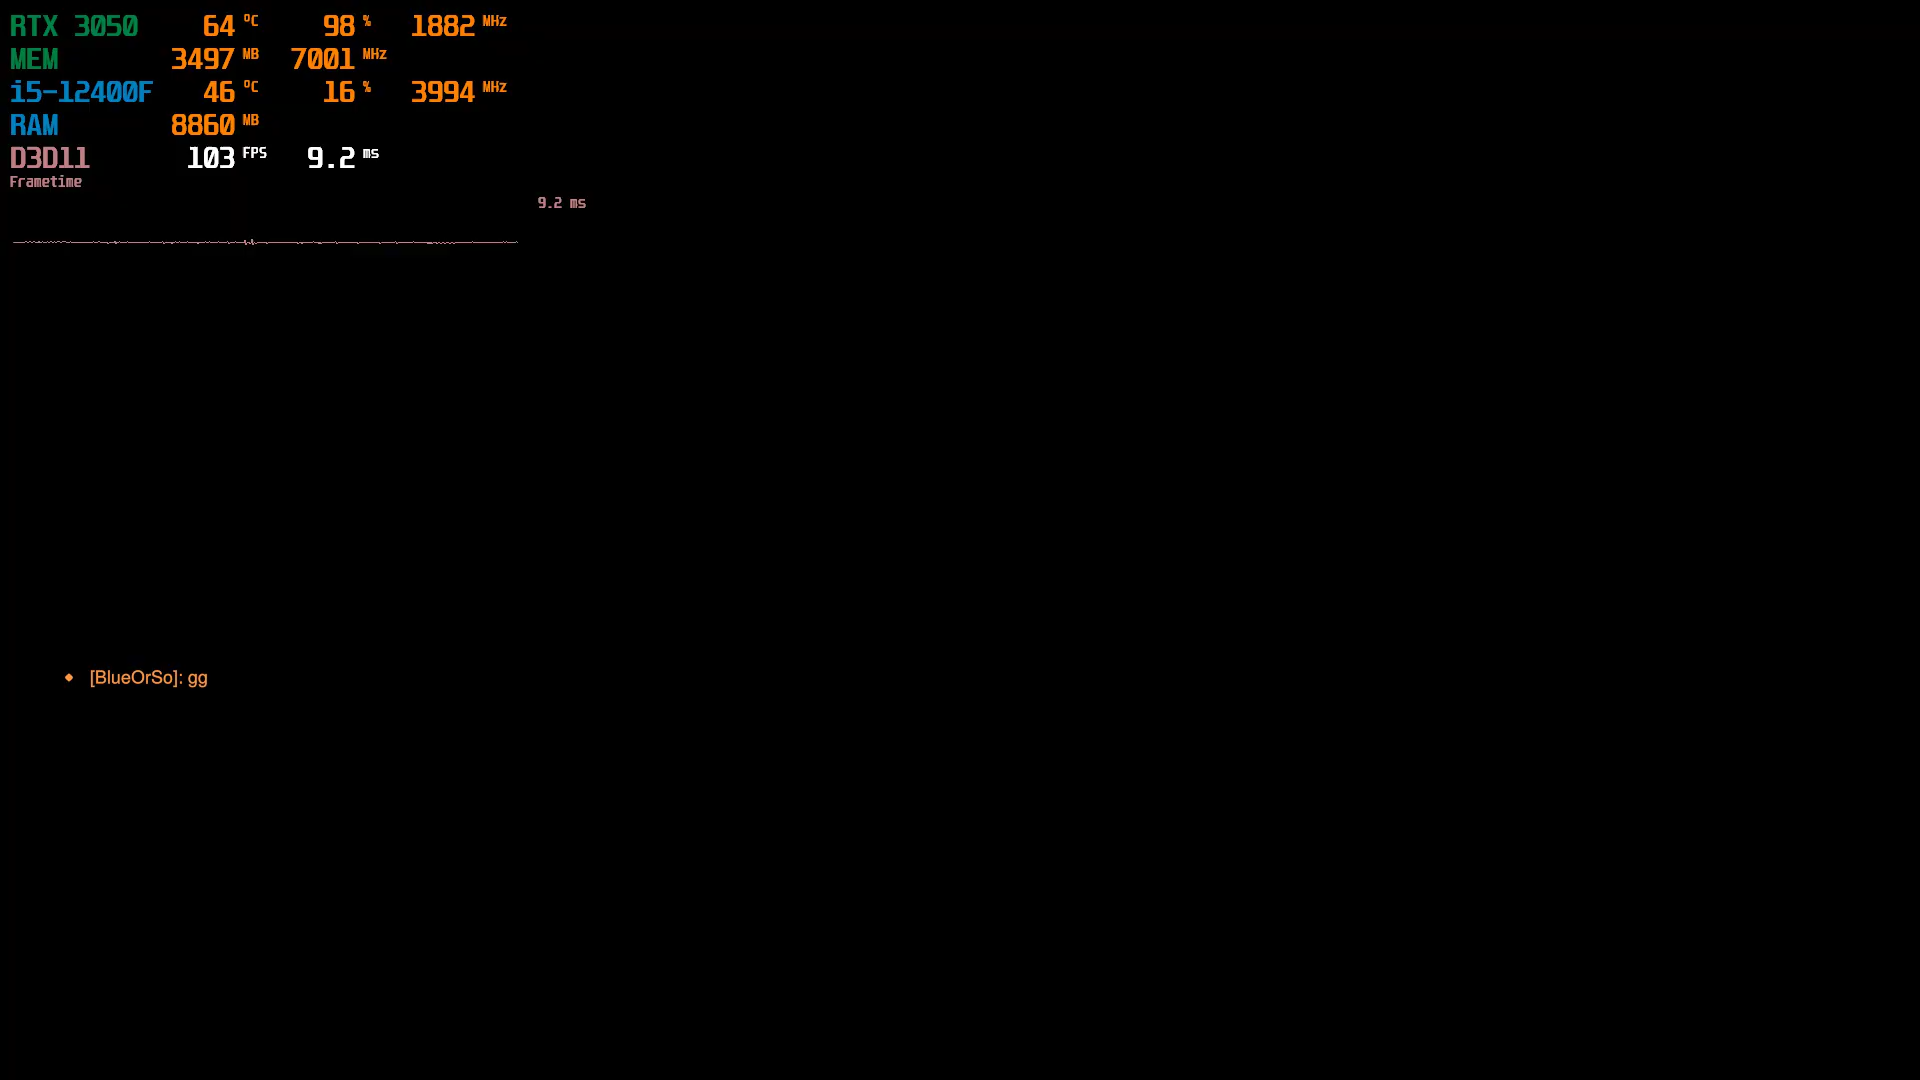 RTX 3050 64 °C 98 % 1882 MHz
MEM 3497 MB 7001 MHz
i5-12400F 46 °C 16 % 3994 MHz
RAM 8860 MB
D3D11 103 FPS 9.2 ms
Frametime
9.2 ms
[BlueOrSo]: gg